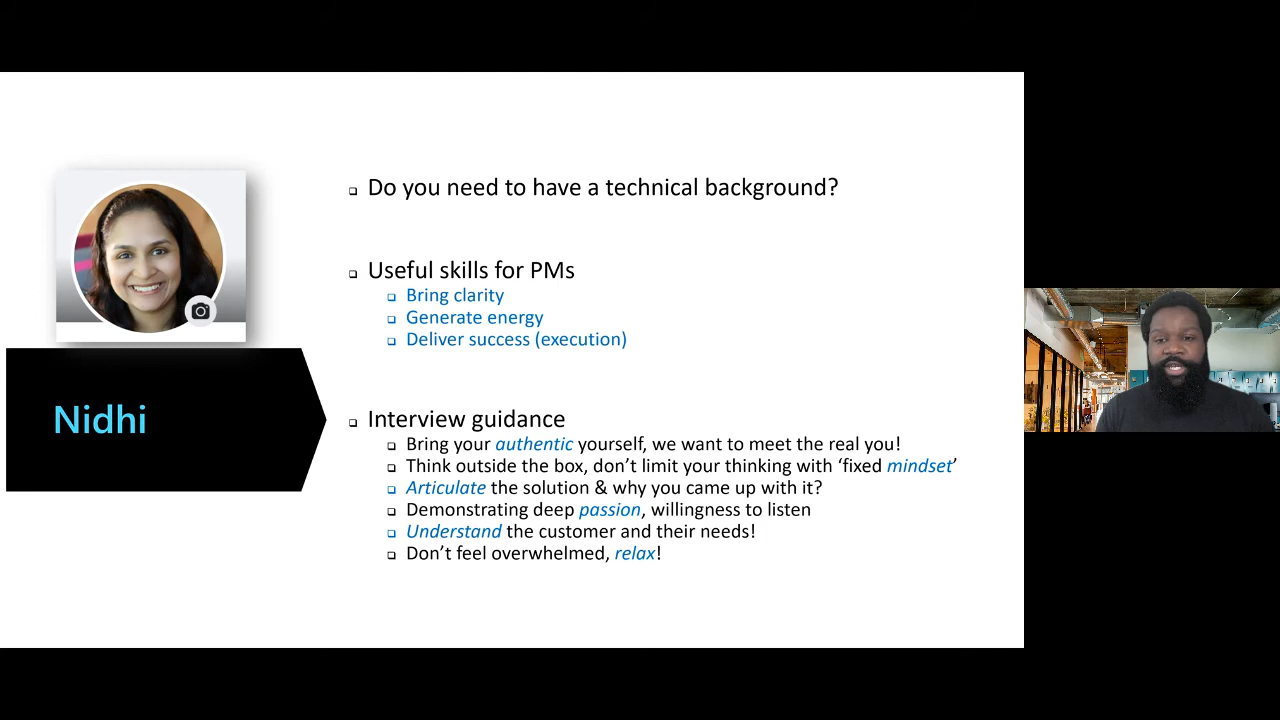 Do you need to have a technical background?
Useful skills for PMs
Bring clarity
Generate energy
Deliver success (execution)
Nidhi
Interview guidance
Bring your authentic yourself, we want to meet the real you!
Think outside the box, don’t limit your thinking with ‘fixed mindset’
Articulate the solution & why you came up with it?
Demonstrating deep passion, willingness to listen
Understand the customer and their needs!
Don’t feel overwhelmed, relax!